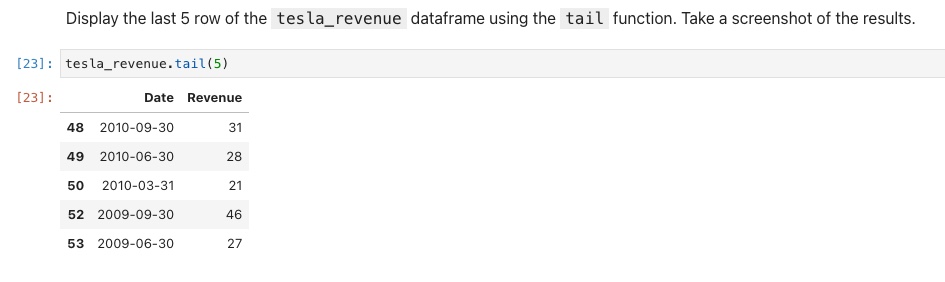 Display the last 5 row of the tesla_revenue dataframe using the tail function. Take a screenshot of the results.
[23]: tesla_revenue.tail(5)
[23]: Date Revenue
48 2010-09-30 31
49 2010-06-30 28
50 2010-03-31 21
52 2009-09-30 46
53 2009-06-30 27